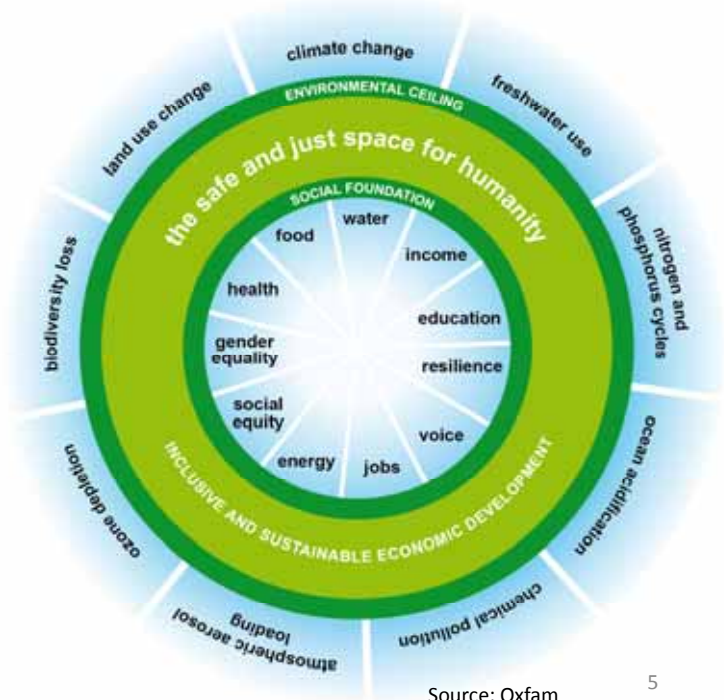 climate change
freshwater use
nitrogen and
phosphorus cycles
ocean acidification
chemical pollution
atmospheric aerosol
loading
ozone depletion
biodiversity loss
land use change
ENVIRONMENTAL CEILING
the safe and just space for humanity
SOCIAL FOUNDATION
water
income
education
resilience
voice
jobs
energy
social
equity
gender
equality
health
food
INCLUSIVE AND SUSTAINABLE ECONOMIC DEVELOPMENT
Source: Oxfam
5